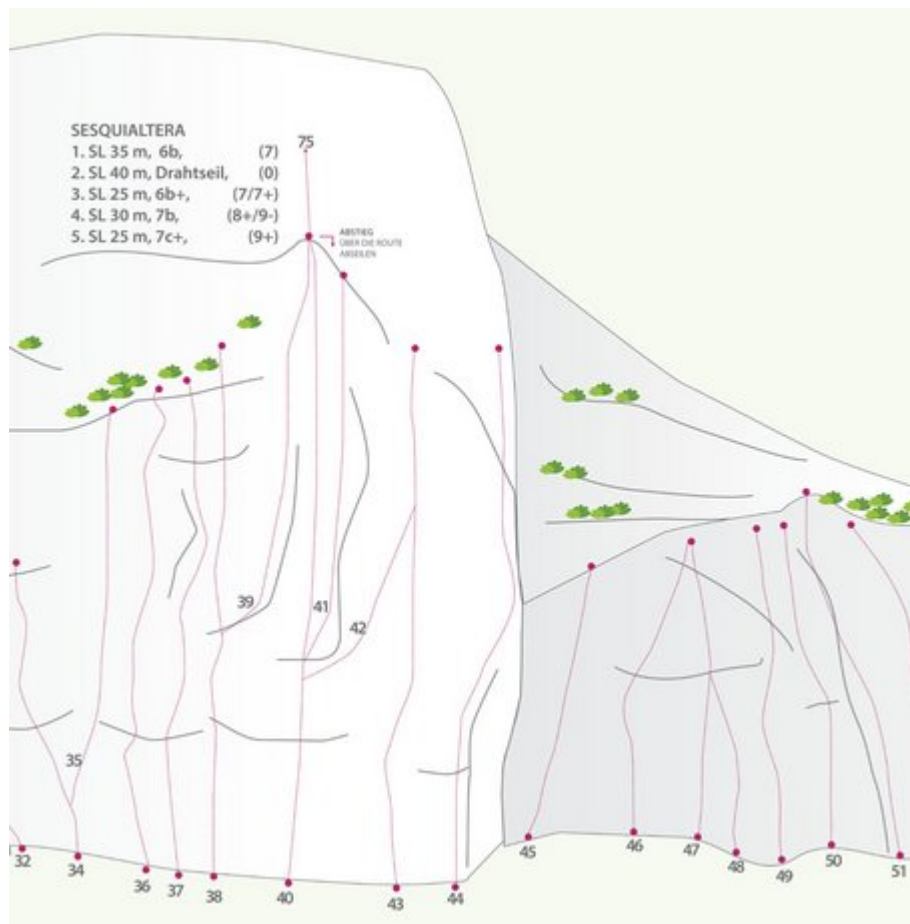 SESQUIALTERA
1. SL 35 m, 6b, (7)
2. SL 40 m, Drahtseil, (0)
3. SL 25 m, 6b+, (7/7+)
4. SL 30 m, 7b, (8+/9-)
5. SL 25 m, 7c+, (9+)
75
ABSTIEG
ÜBER DIE ROUTE
ABSEILEN
39
41
42
35
32
34
36
37
38
40
43
44
45
46
47
48
49
50
51